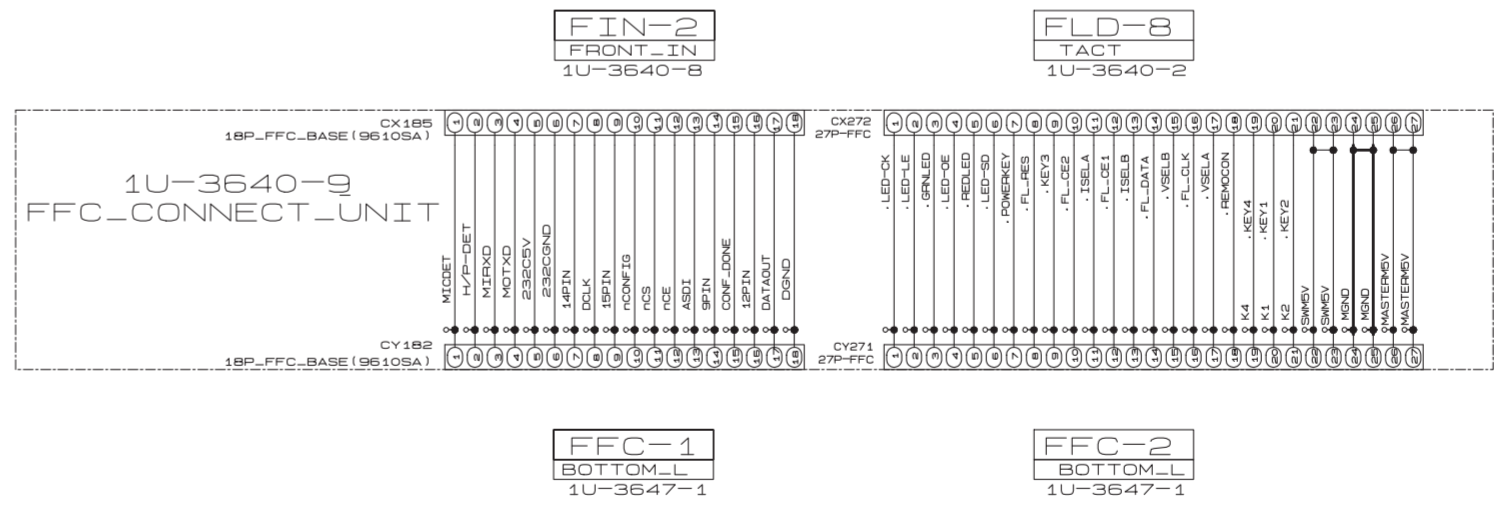 FIN-2
FRONT_IN
1U-3640-8
FLD-8
TACT
1U-3640-2
CX185
18P_FFC_BASE(9610SA)
1 2 3 4 5 6 7 8 9 10 11 12 13 14 15 16 17 18
CX272
27P-FFC
1 2 3 4 5 6 7 8 9 10 11 12 13 14 15 16 17 18 19 20 21 22 23 24 25 26 27
1U-3640-9
FFC_CONNECT_UNIT
MICDET
H/P-DET
MIRXD
MOTXD
232C5V
232CGND
14PIN
DCLK
15PIN
nCONFIG
nCS
nCE
ASDI
9PIN
CONF_DONE
12PIN
DATAOUT
DGND
.LED-CK
.LED-LE
.GRNLED
.LED-OE
.REDLED
.LED-SD
.POWERKEY
.FL_RES
.KEY3
.FL_CE2
.ISELA
.FL_CE1
.ISELB
.FL_DATA
.VSELB
.FL_CLK
.VSELA
.REMOCON
.KEY4
.KEY1
.KEY2
K4
K1
K2
SWM5V
SWM5V
MGND
MGND
MASTERM5V
MASTERM5V
CY182
18P_FFC_BASE(9610SA)
1 2 3 4 5 6 7 8 9 10 11 12 13 14 15 16 17 18
CY271
27P-FFC
1 2 3 4 5 6 7 8 9 10 11 12 13 14 15 16 17 18 19 20 21 22 23 24 25 26 27
FFC-1
BOTTOM_L
1U-3647-1
FFC-2
BOTTOM_L
1U-3647-1